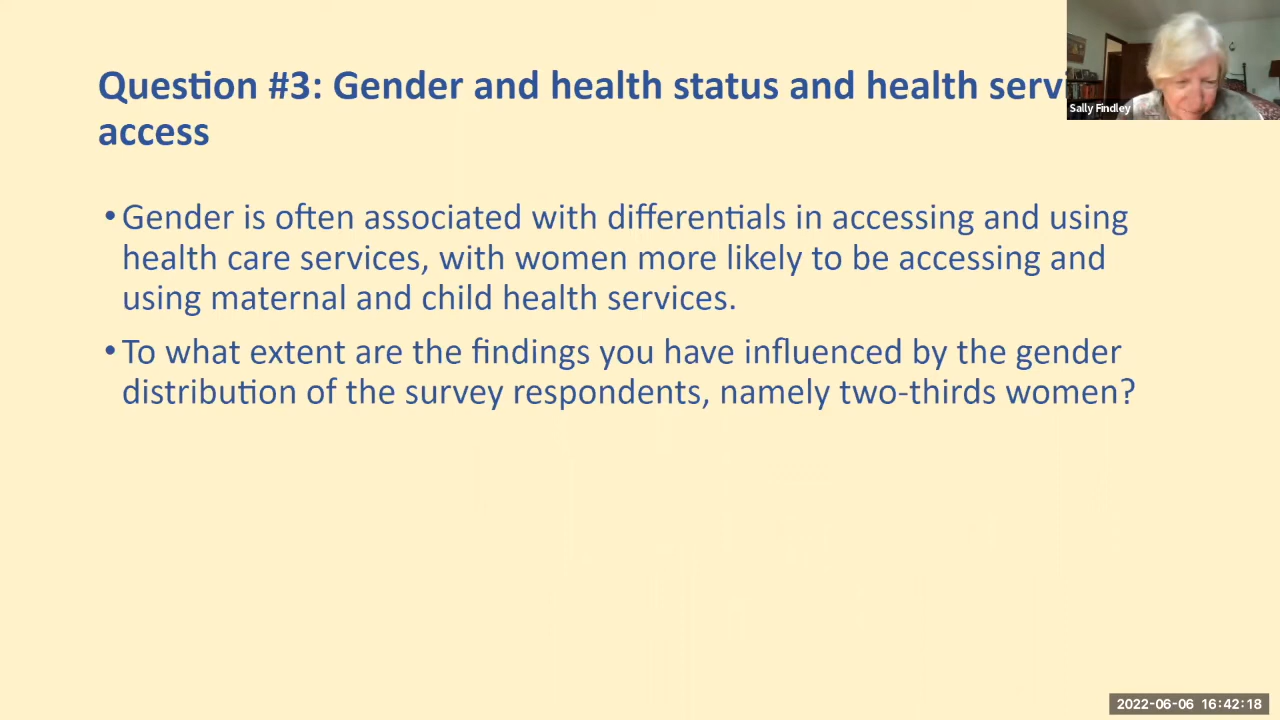 Question #3: Gender and health status and health serv
access
Sally Findley
•Gender is often associated with differentials in accessing and using
health care services, with women more likely to be accessing and
using maternal and child health services.
•To what extent are the findings you have influenced by the gender
distribution of the survey respondents, namely two-thirds women?
2022-06-06 16:42:18